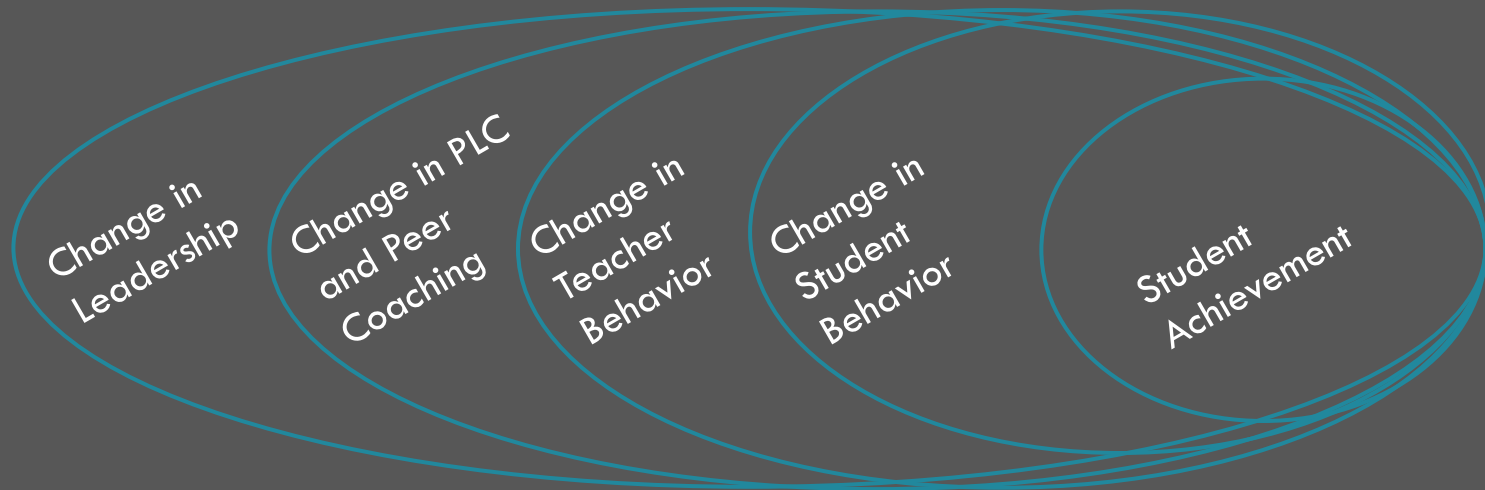 Change in
Leadership
Change in PLC
and Peer
Coaching
Change in
Teacher
Behavior
Change in
Student
Behavior
Student
Achievement